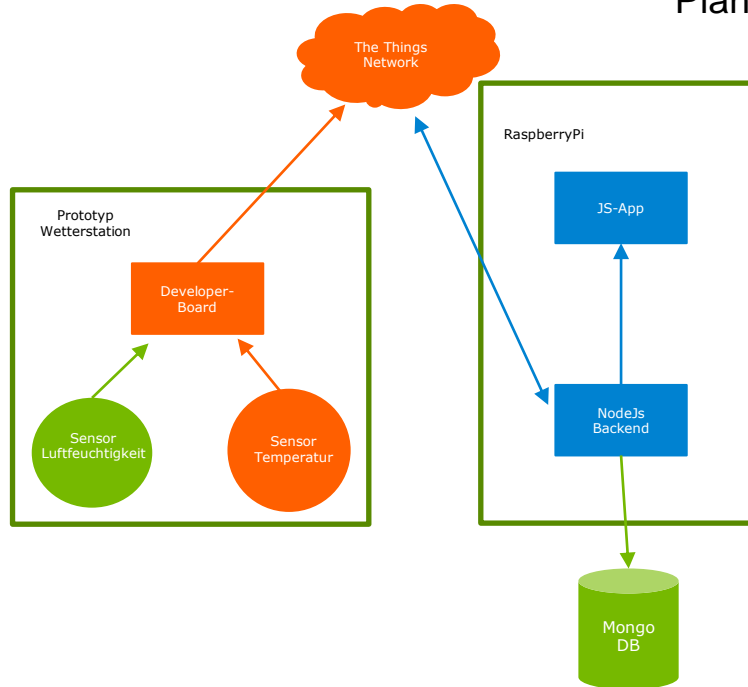 Plan
The Things
Network
RaspberryPi
JS-App
Prototyp
Wetterstation
Developer-
Board
NodeJs
Backend
Sensor
Luftfeuchtigkeit
Sensor
Temperatur
Mongo
DB